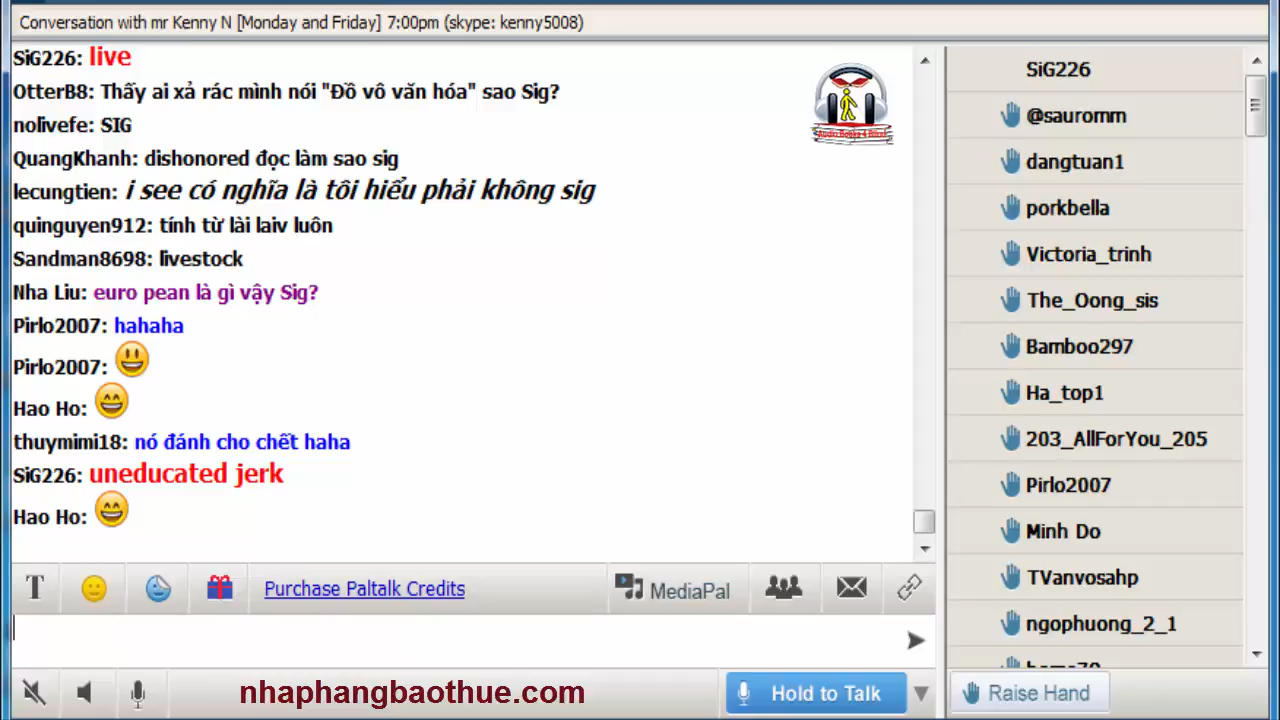 Conversation with mr Kenny N [Monday and Friday] 7:00pm (skype: kenny5008)
SiG226: live
OtterB8: Thấy ai xả rác mình nói "Đồ vô văn hóa" sao Sig?
nolivefe: SIG
QuangKhanh: dishonored đọc làm sao sig
lecungtien: i see có nghĩa là tôi hiểu phải không sig
quinguyen912: tính từ lài laiv luôn
Sandman8698: livestock
Nha Liu: euro pean là gì vậy Sig?
Pirlo2007: hahaha
Pirlo2007:
Hao Ho:
thuymimi18: nó đánh cho chết haha
SiG226: uneducated jerk
Hao Ho:
Audio Books 4 Blind
SiG226
@sauromm
dangtuan1
porkbella
Victoria_trinh
The_Oong_sis
Bamboo297
Ha_top1
203_AllForYou_205
Pirlo2007
Minh Do
TVanvosahp
ngophuong_2_1
T
Purchase Paltalk Credits
MediaPal
nhaphangbaothue.com
Hold to Talk
Raise Hand